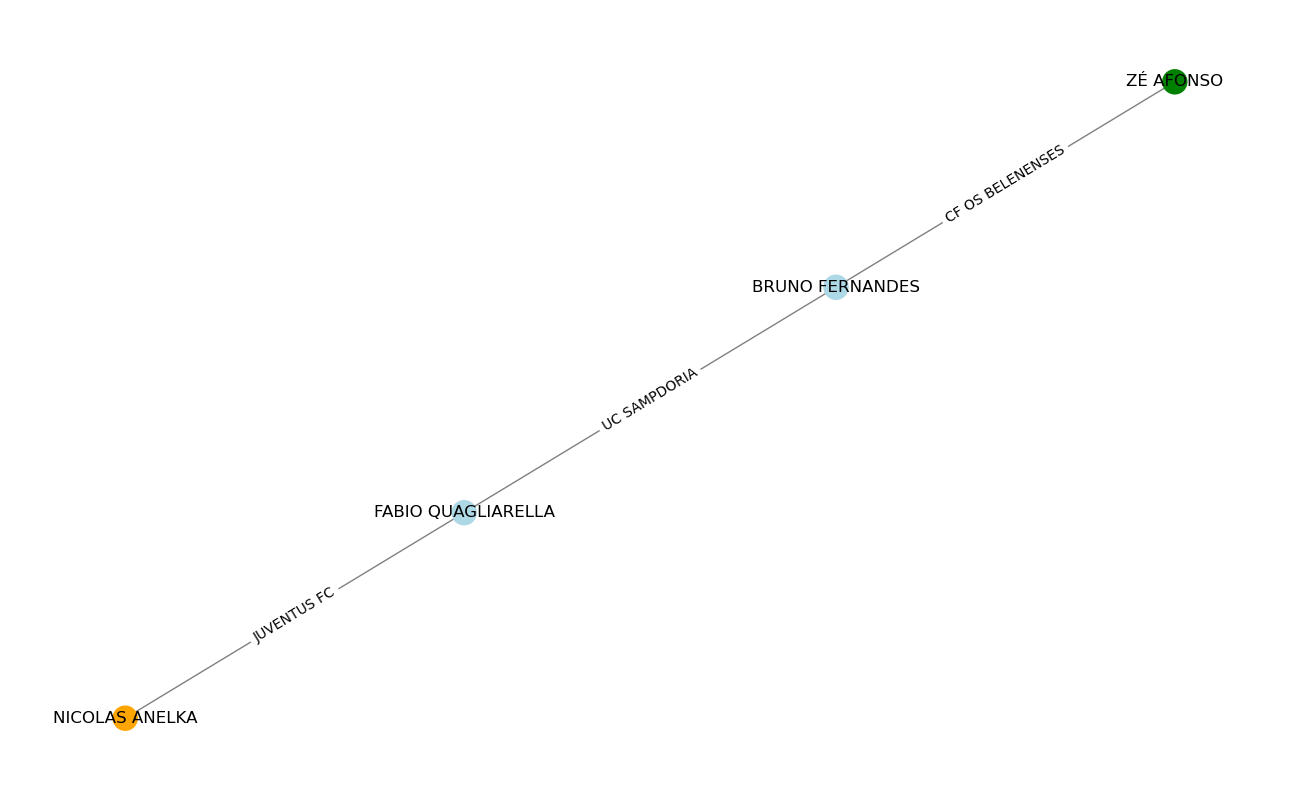 ZÉ AFONSO
CF OS BELENENSES
BRUNO FERNANDES
UC SAMPDORIA
FABIO QUAGLIARELLA
JUVENTUS FC
NICOLAS ANELKA